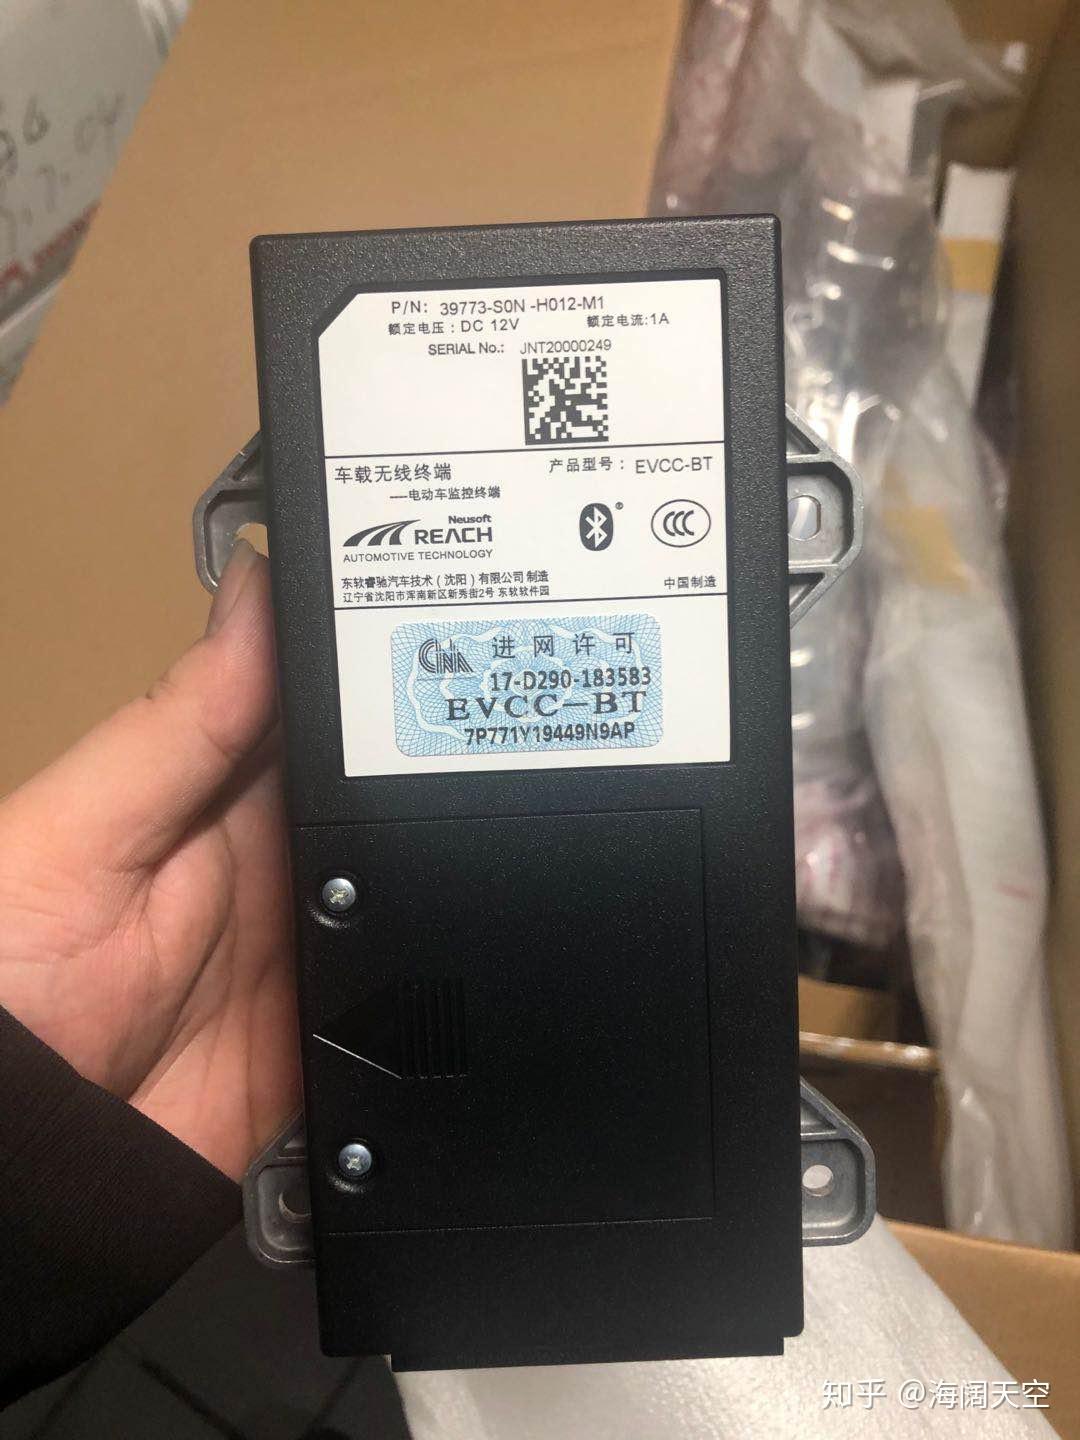 P/N: 39773-S0N -H012-M1
额定电压：DC 12V 额定电流:1A
SERIAL No.: JNT20000249
车载无线终端 产品型号：EVCC-BT
----电动车监控终端
Neusoft
REACH
AUTOMOTIVE TECHNOLOGY
东软睿驰汽车技术（沈阳）有限公司 制造
辽宁省沈阳市浑南新区新秀街2号 东软软件园
中国制造
进网许可
17-D290-183583
EVCC-BT
7P771Y19449N9AP
知乎 @海阔天空